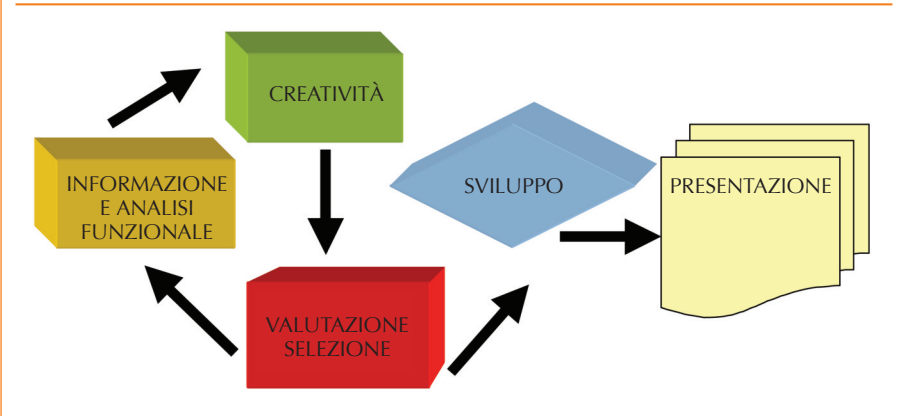 CREATIVITÀ
INFORMAZIONE
E ANALISI
FUNZIONALE
SVILUPPO
PRESENTAZIONE
VALUTAZIONE
SELEZIONE